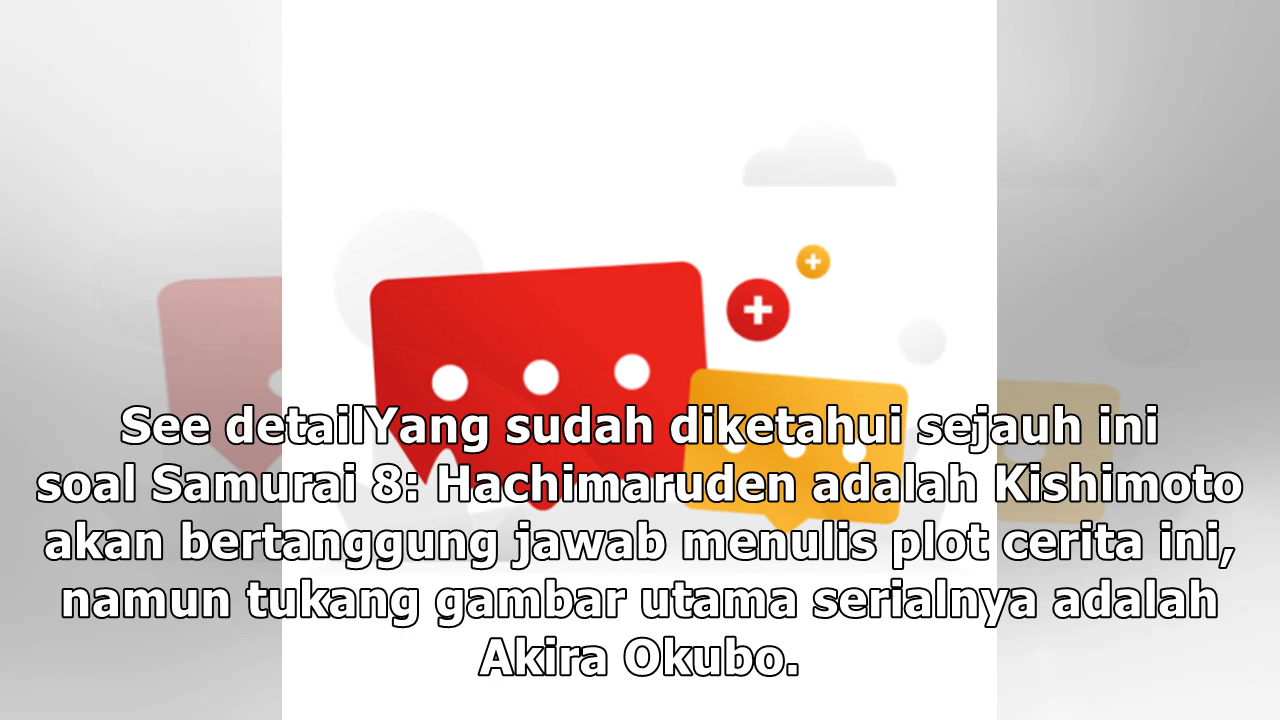 See detailYang sudah diketahui sejauh ini
soal Samurai 8: Hachimaruden adalah Kishimoto
akan bertanggung jawab menulis plot cerita ini,
namun tukang gambar utama serialnya adalah
Akira Okubo.